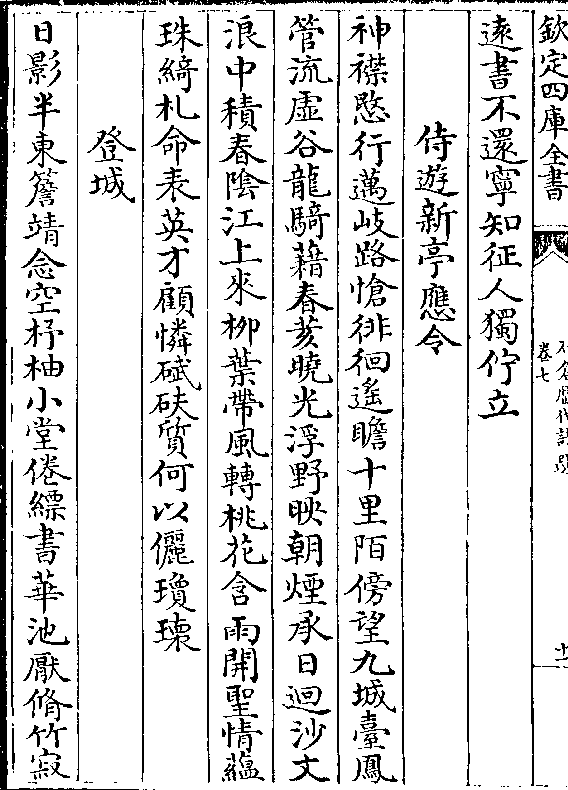 欽定四庫全書
卷七
遠書不還寧知征人獨佇立
侍遊新亭應令
神襟愍行邁岐路愴徘徊遙瞻十里陌傍望九城臺鳳
管流虛谷龍騎藉春荄曉光浮野映朝煙承日迴沙文
浪中積春陰江上來柳葉帶風轉桃花含雨開聖情蘊
珠綺札命表英才顧憐碔砆質何以儷瓊瓌
登城
日影半東簷靖念空杼柚小堂倦縹書華池厭脩竹寂